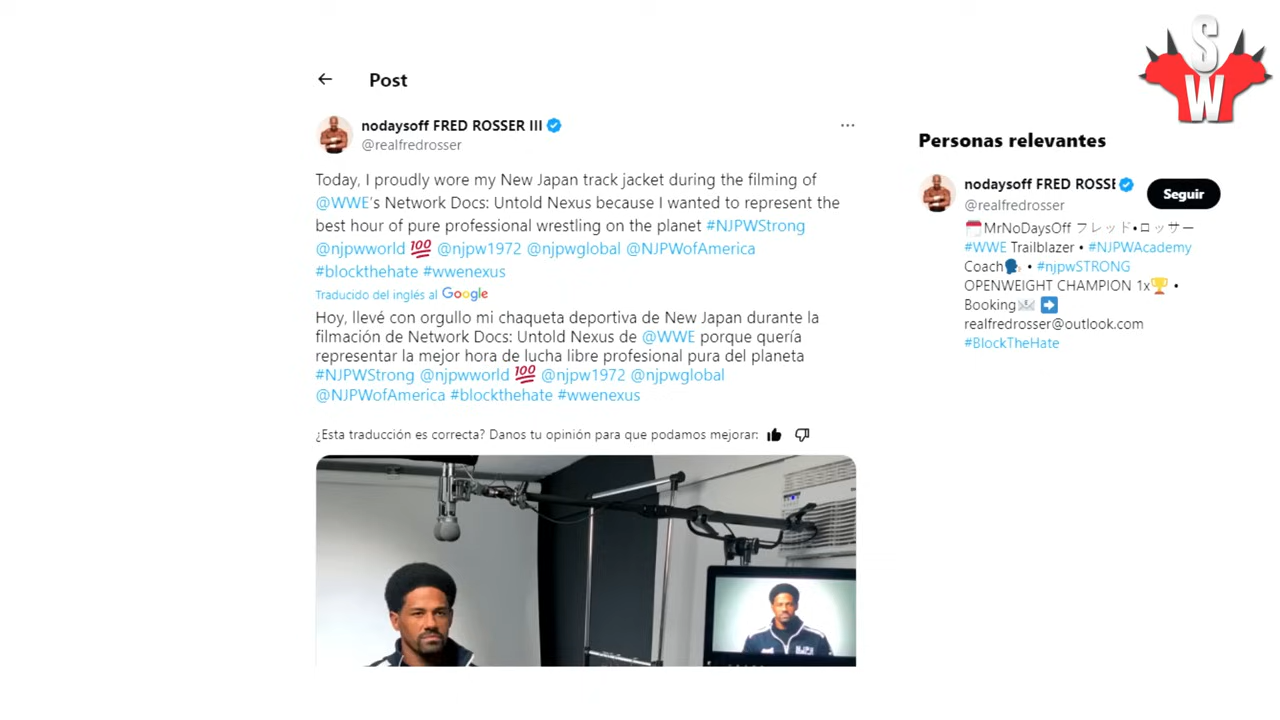 S
W
Post
nodaysoff FRED ROSSER III
@realfredrosser
Today, I proudly wore my New Japan track jacket during the filming of
@WWE's Network Docs: Untold Nexus because I wanted to represent the
best hour of pure professional wrestling on the planet #NJPWStrong
@njpwworld 💯 @njpw1972 @njpwglobal @NJPWofAmerica
#blockthehate #wwenexus
Traducido del inglés al Google
Hoy, llevé con orgullo mi chaqueta deportiva de New Japan durante la
filmación de Network Docs: Untold Nexus de @WWE porque quería
representar la mejor hora de lucha libre profesional pura del planeta
#NJPWStrong @njpwworld 💯 @njpw1972 @njpwglobal
@NJPWofAmerica #blockthehate #wwenexus
¿Esta traducción es correcta? Danos tu opinión para que podamos mejorar:
Personas relevantes
nodaysoff FRED ROSSE
@realfredrosser
Seguir
MrNoDaysOff フレッド•ロッサー
#WWE Trailblazer • #NJPWAcademy
Coach🗣 • #njpwSTRONG
OPENWEIGHT CHAMPION 1x🏆 •
Booking📨 ➡
realfredrosser@outlook.com
#BlockTheHate